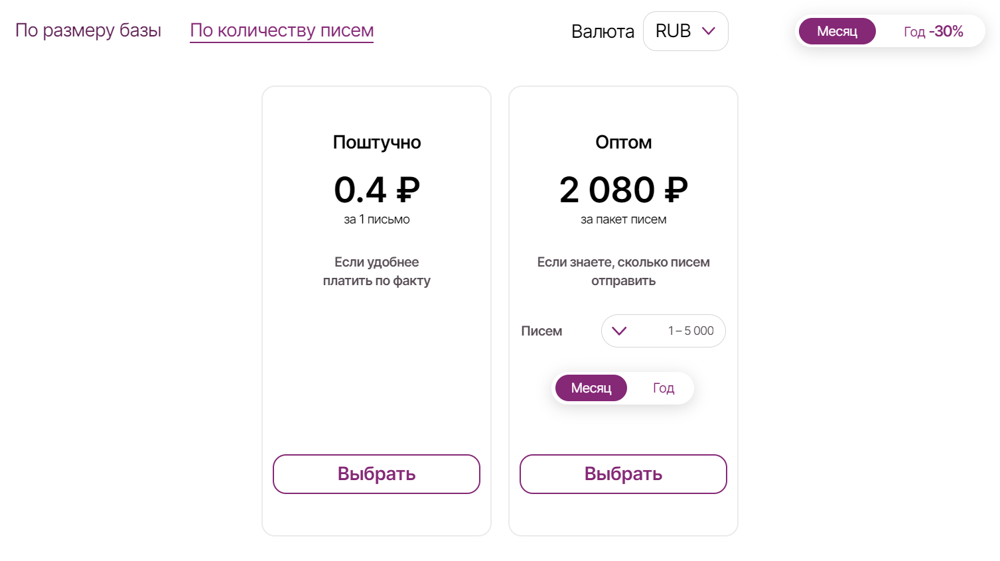 По размеру базы
По количеству писем
Валюта
RUB
Месяц
Год -30%
Поштучно
0.4 ₽
за 1 письмо
Если удобнее
платить по факту
Выбрать
Оптом
2 080 ₽
за пакет писем
Если знаете, сколько писем
отправить
Писем
1 – 5 000
Месяц
Год
Выбрать